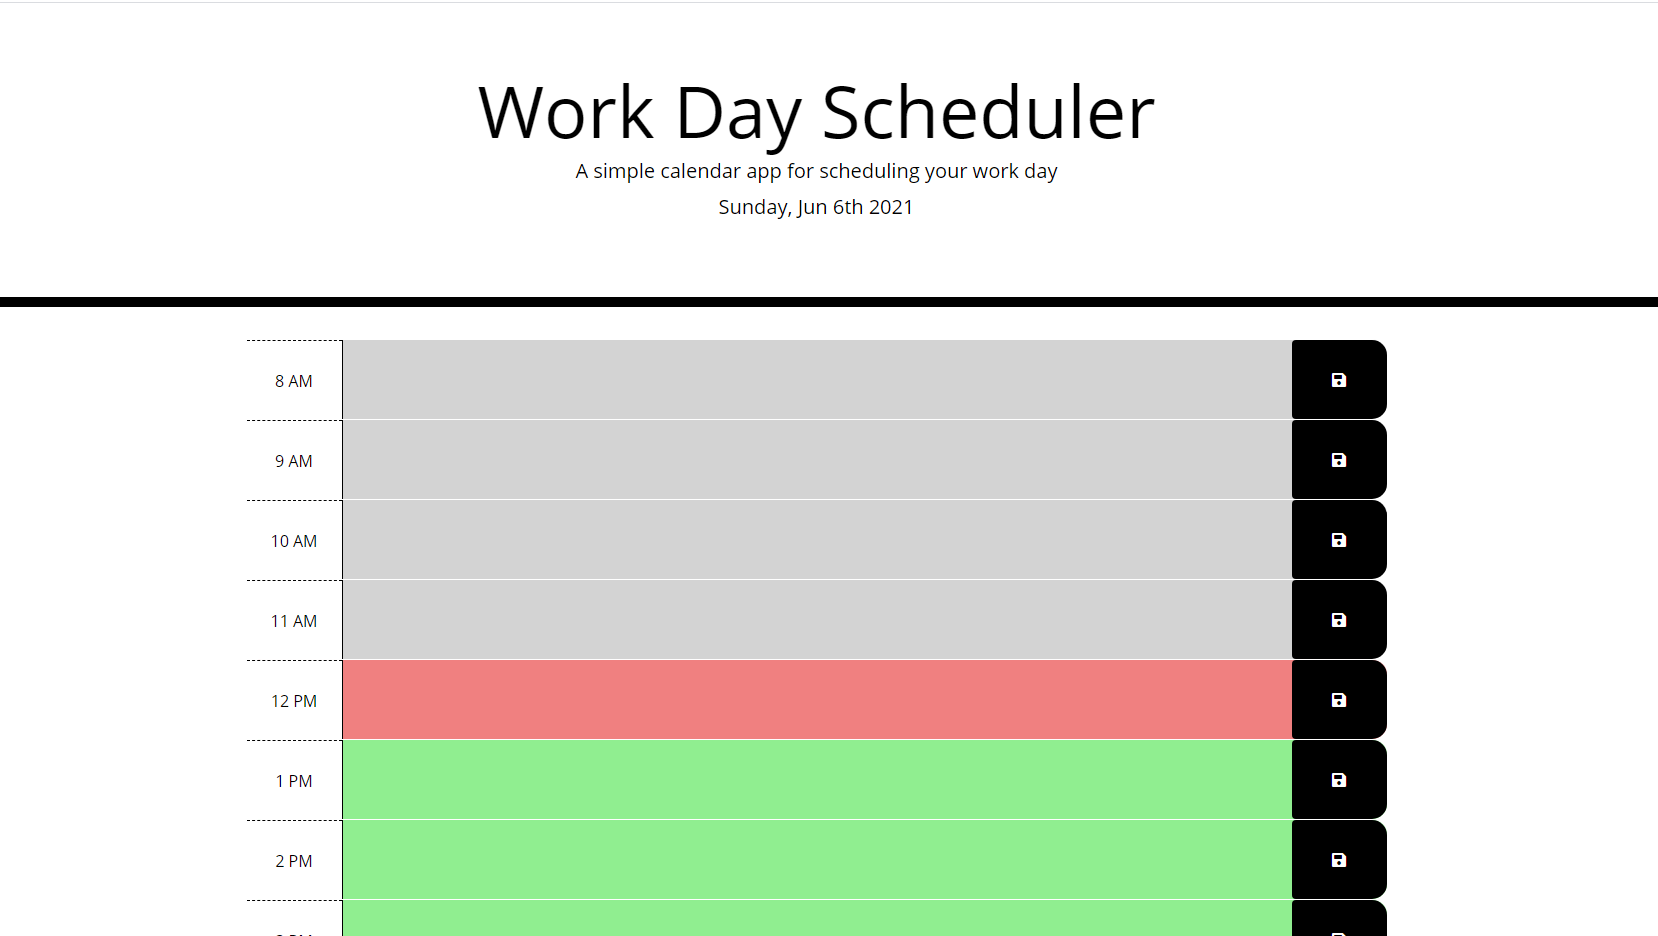 Work Day Scheduler
A simple calendar app for scheduling your work day
Sunday, Jun 6th 2021
8 AM
9 AM
10 AM
11 AM
12 PM
1 PM
2 PM